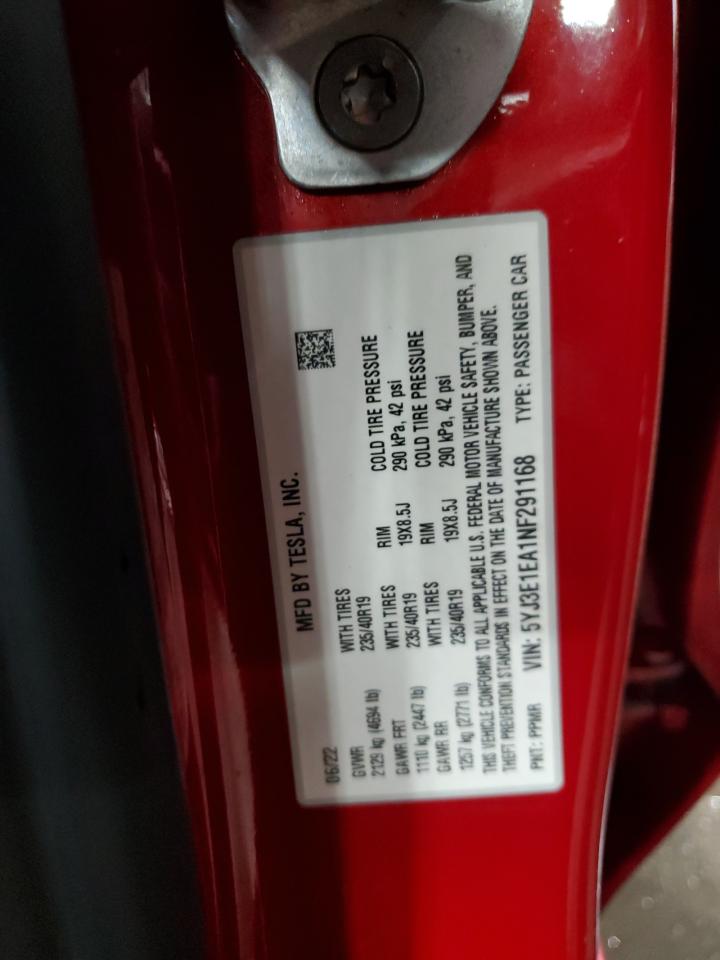 MFD BY TESLA, INC.
06/22
GVWR WITH TIRES
2129 kg (4694 lb) 235/40R19
GAWR FRT WITH TIRES RIM COLD TIRE PRESSURE
1110 kg (2447 lb) 235/40R19 19X8.5J 290 kPa, 42 psi
GAWR RR WITH TIRES RIM COLD TIRE PRESSURE
1257 kg (2771 lb) 235/40R19 19X8.5J 290 kPa, 42 psi
THIS VEHICLE CONFORMS TO ALL APPLICABLE U.S. FEDERAL MOTOR VEHICLE SAFETY, BUMPER, AND
THEFT PREVENTION STANDARDS IN EFFECT ON THE DATE OF MANUFACTURE SHOWN ABOVE.
PNT: PPMR VIN: 5YJ3E1EA1NF291168 TYPE: PASSENGER CAR